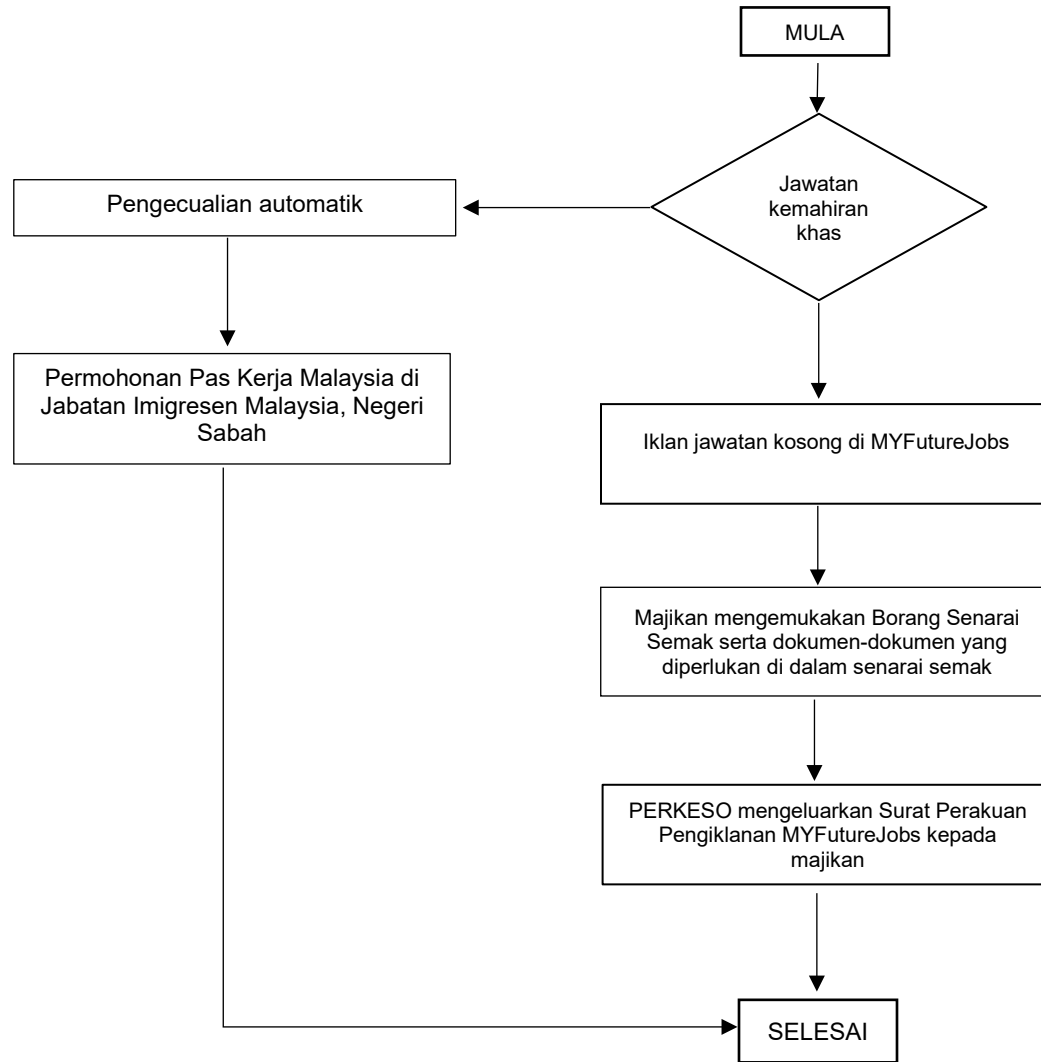 MULA
Jawatan
kemahiran
khas
Pengecualian automatik
Permohonan Pas Kerja Malaysia di
Jabatan Imigresen Malaysia, Negeri
Sabah
Iklan jawatan kosong di MYFutureJobs
Majikan mengemukakan Borang Senarai
Semak serta dokumen-dokumen yang
diperlukan di dalam senarai semak
PERKESO mengeluarkan Surat Perakuan
Pengiklanan MYFutureJobs kepada
majikan
SELESAI